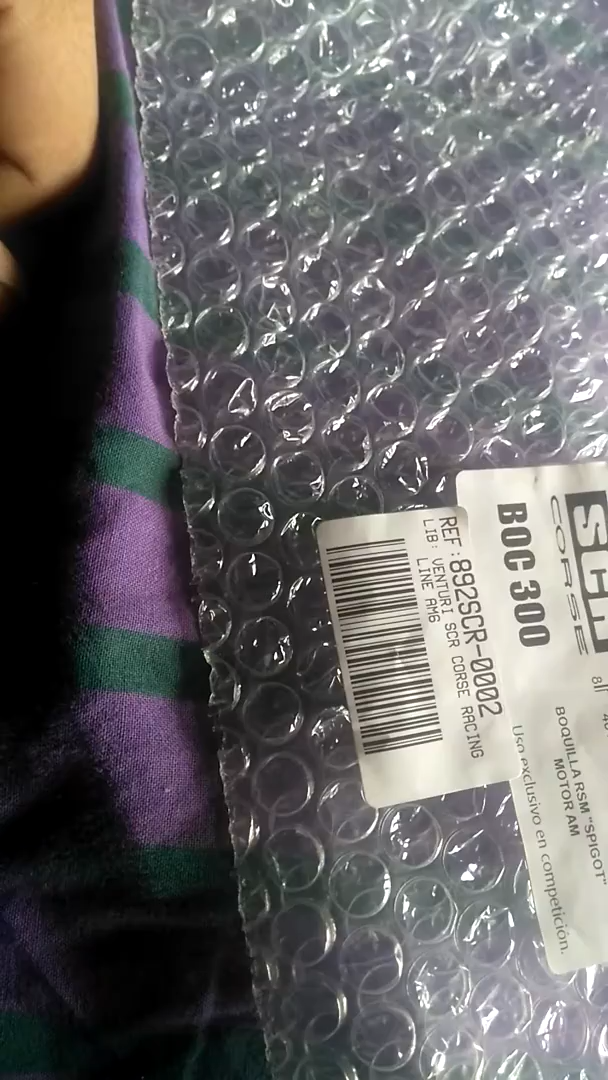 REF:892SCR-0002
LIB: VENTURI SCR CORSE RACING
LINE AM6
CORSE
BOC 300
BOQUILLA RSM "SPIGOT"
MOTOR AM
Uso exclusivo en competición.